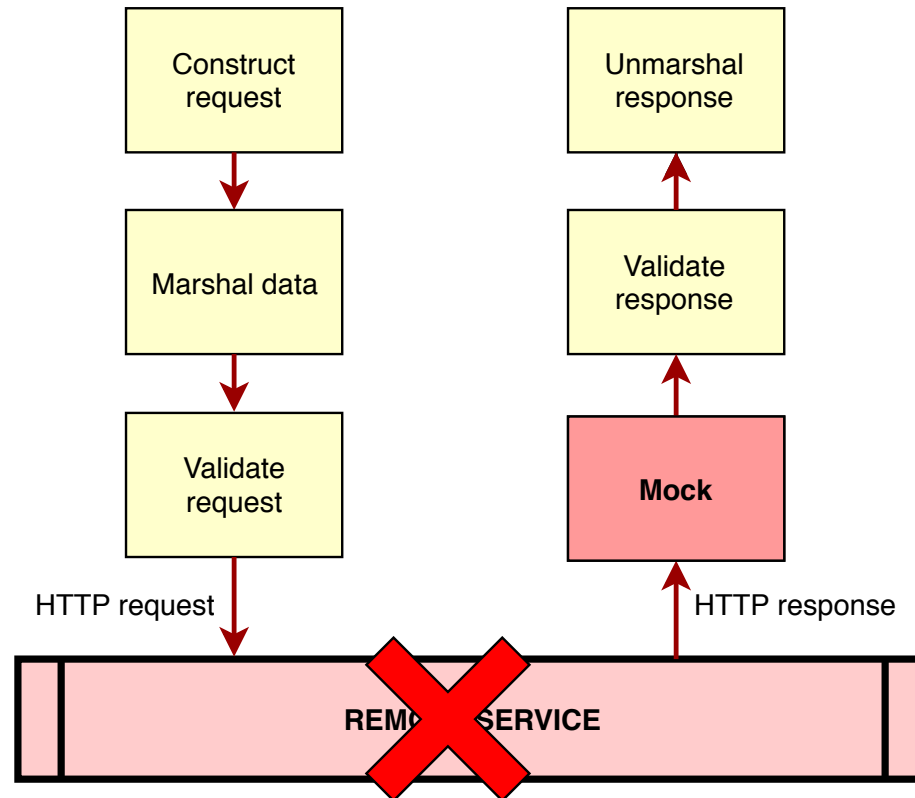 Construct
request
Marshal data
Validate
request
HTTP request
Unmarshal
response
Validate
response
Mock
HTTP response
SERVICE